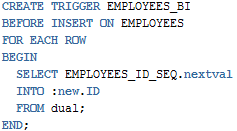 CREATE TRIGGER EMPLOYEES_BI
BEFORE INSERT ON EMPLOYEES
FOR EACH ROW
BEGIN
  SELECT EMPLOYEES_ID_SEQ.nextval
  INTO :new.ID
  FROM dual;
END;